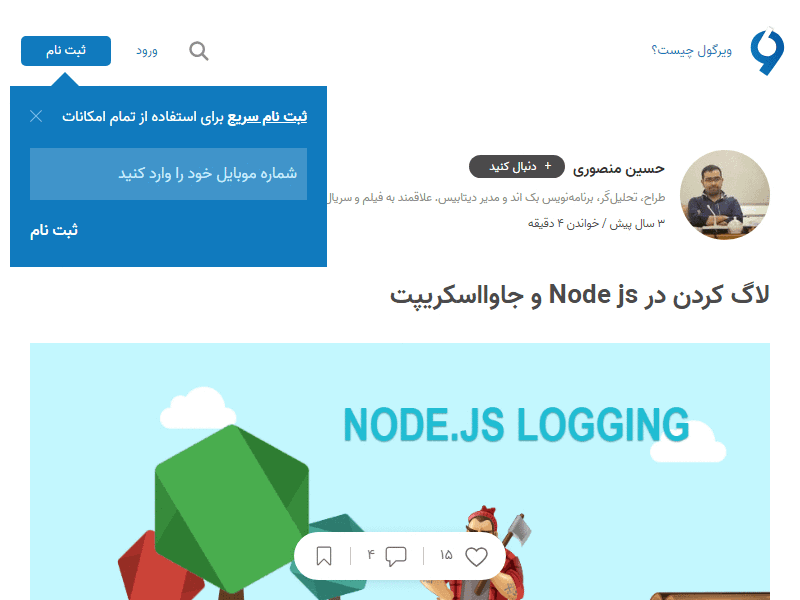 ویرگول چیست؟
ورود
ثبت نام
ثبت نام سریع برای استفاده از تمام امکانات
شماره موبایل خود را وارد کنید
ثبت نام
حسین منصوری
+ دنبال کنید
طراح، تحلیل‌گر، برنامه‌نویس بک اند و مدیر دیتابیس. علاقمند به فیلم و سریال
۳ سال پیش / خواندن ۴ دقیقه
لاگ کردن در Node js و جاوااسکریپت
NODE.JS LOGGING
۱۵
۴